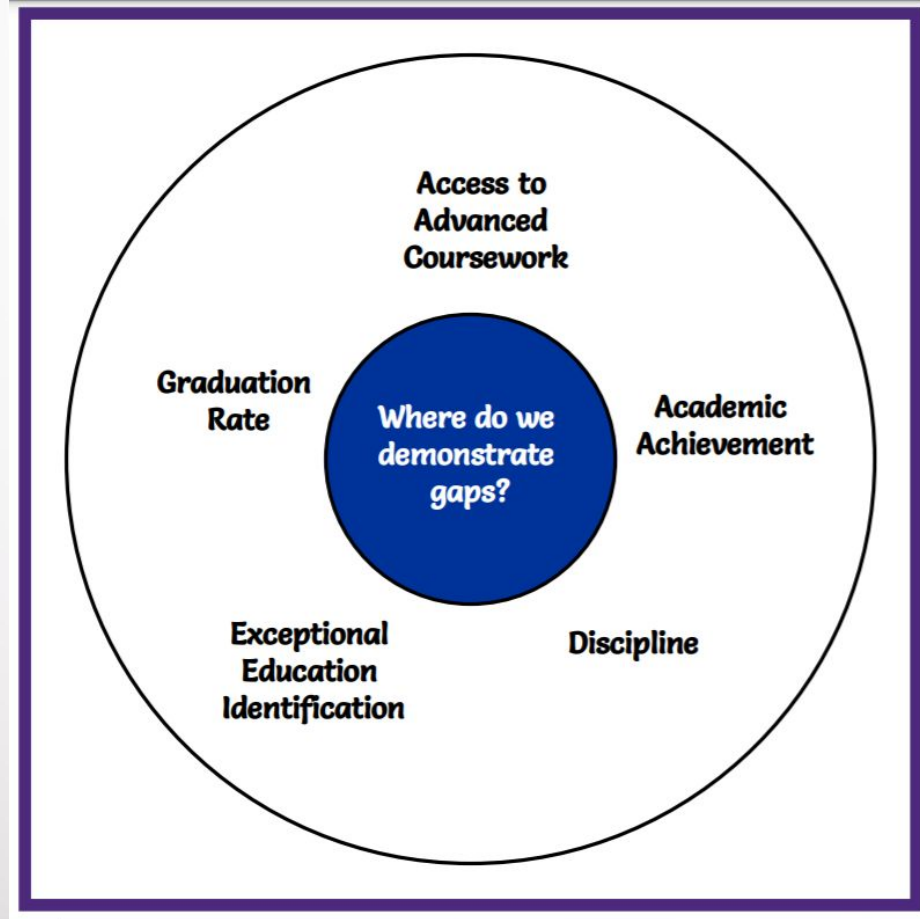 Access to
Advanced
Coursework
Graduation
Rate
Where do we
demonstrate
gaps?
Academic
Achievement
Exceptional
Education
Identification
Discipline